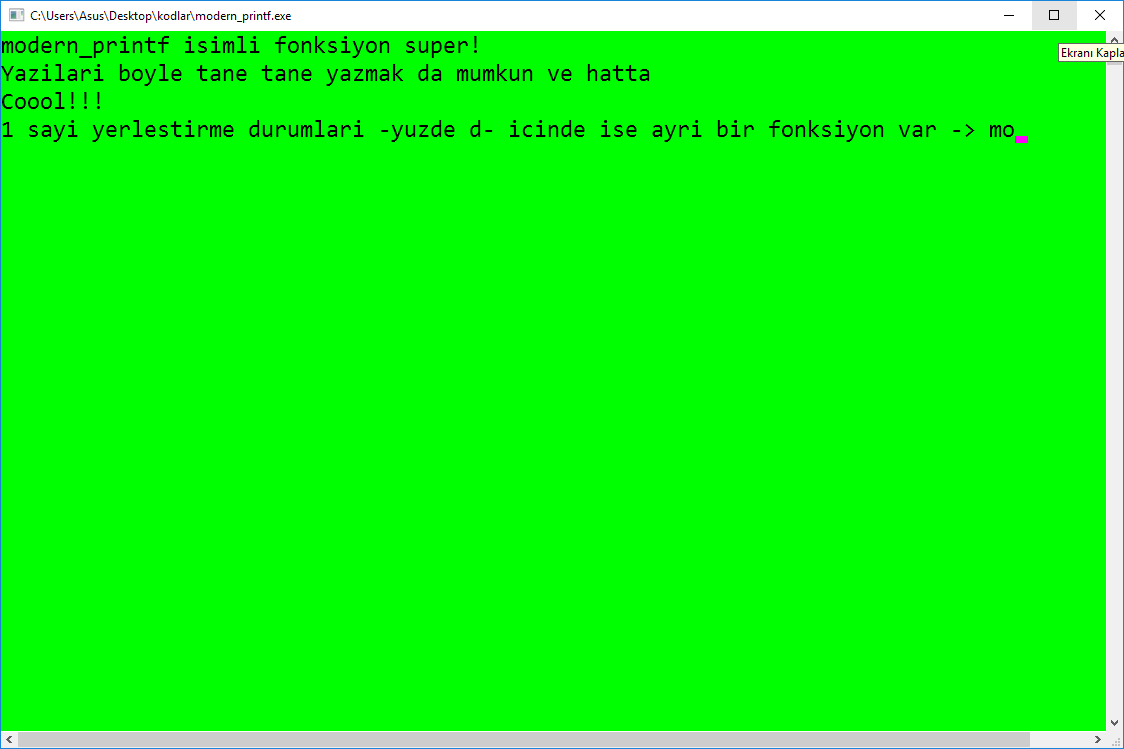 C:\Users\Asus\Desktop\kodlar\modern_printf.exe
modern_printf isimli fonksiyon super!
Ekranı Kapla
Yazilari boyle tane tane yazmak da mumkun ve hatta
Coool!!!
1 sayi yerlestirme durumlari -yuzde d- icinde ise ayri bir fonksiyon var -> mo